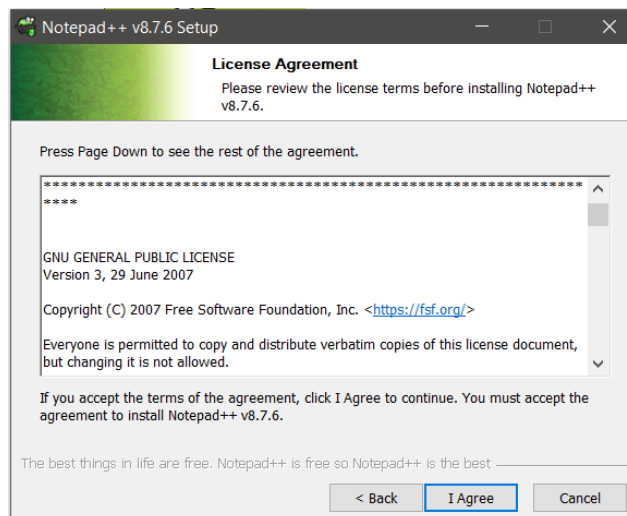 Notepad++ v8.7.6 Setup
License Agreement
Please review the license terms before installing Notepad++
v8.7.6.
Press Page Down to see the rest of the agreement.
**************************************************************
****
GNU GENERAL PUBLIC LICENSE
Version 3, 29 June 2007
Copyright (C) 2007 Free Software Foundation, Inc. <https://fsf.org/>
Everyone is permitted to copy and distribute verbatim copies of this license document,
but changing it is not allowed.
If you accept the terms of the agreement, click I Agree to continue. You must accept the
agreement to install Notepad++ v8.7.6.
The best things in life are free. Notepad++ is free so Notepad++ is the best
< Back
I Agree
Cancel